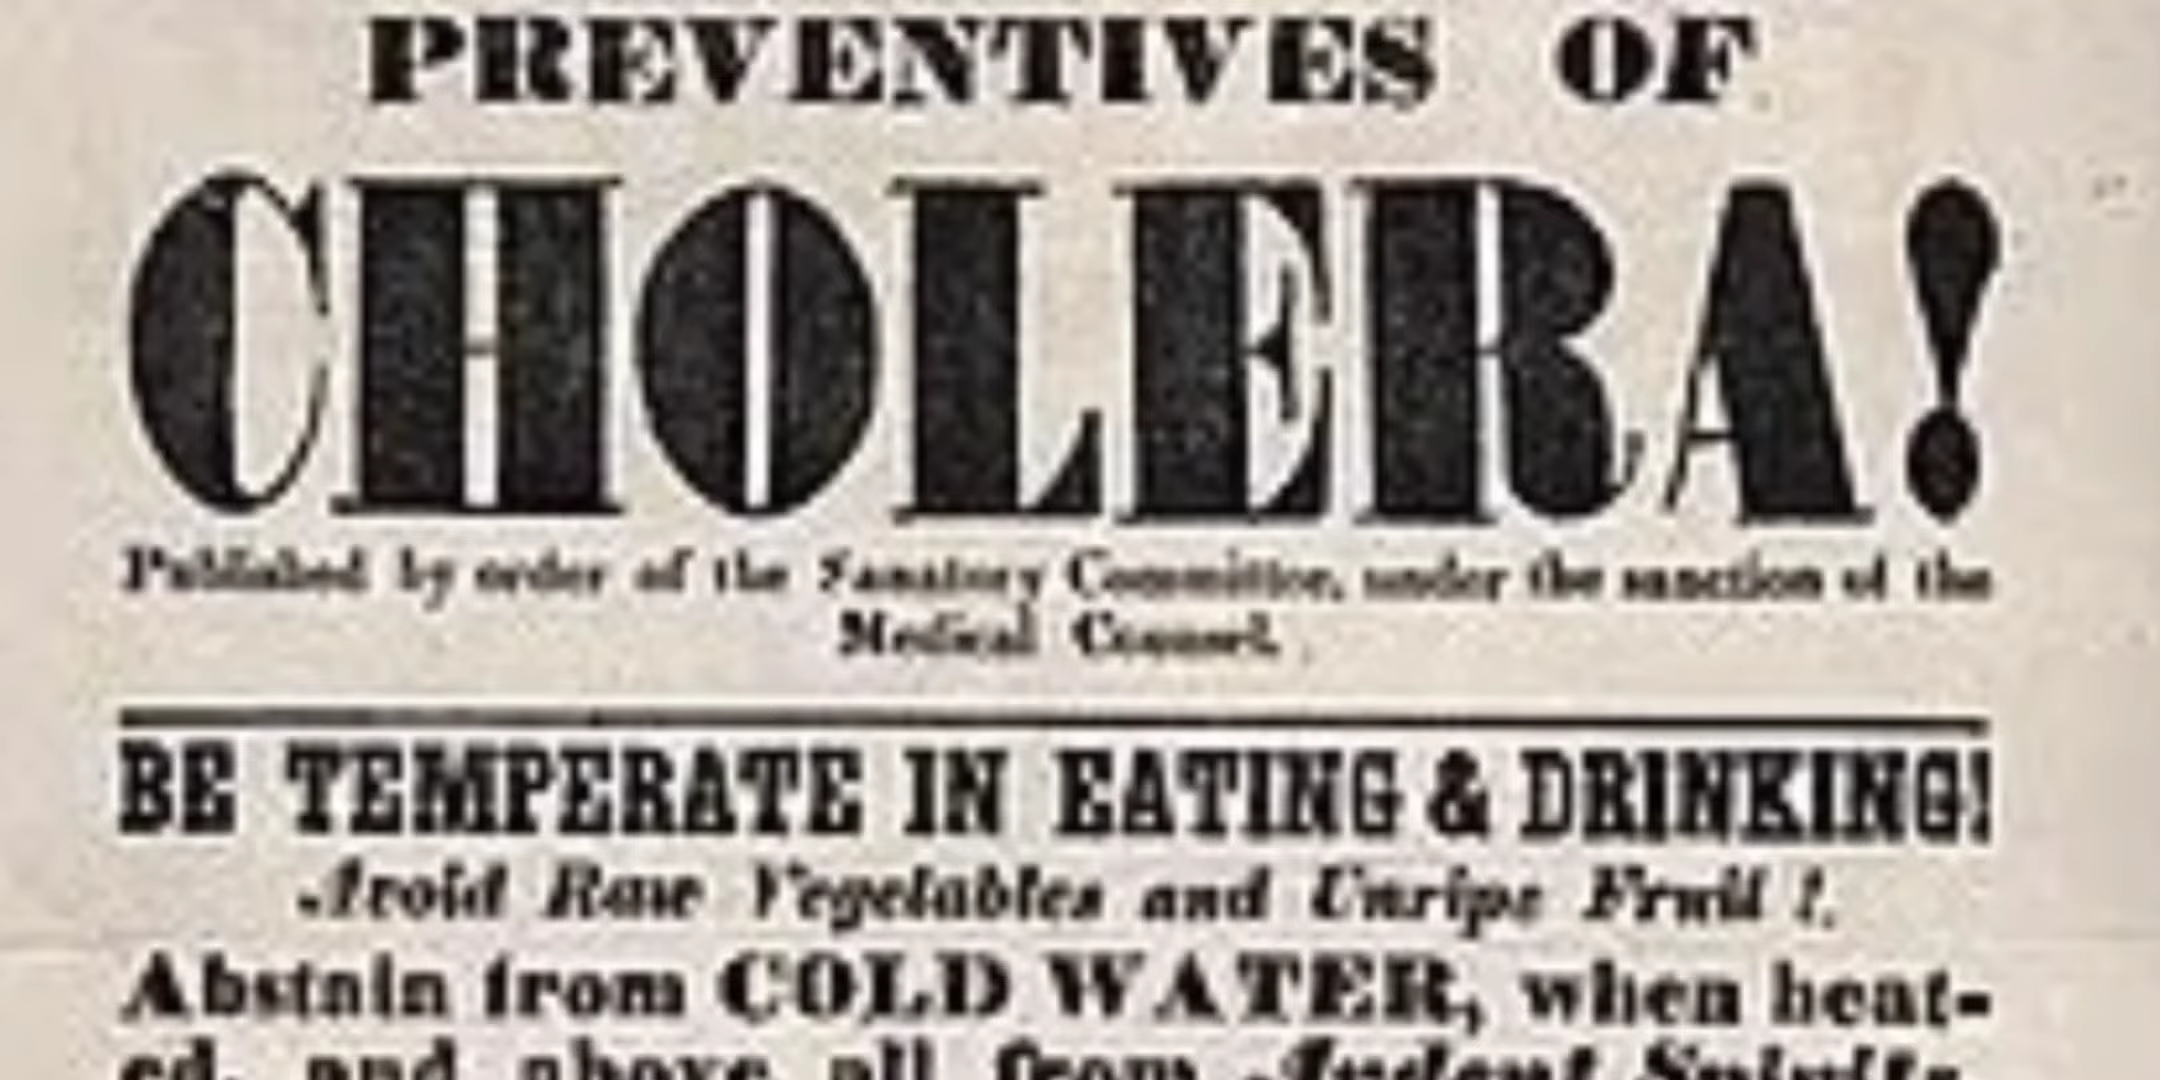 PREVENTIVES OF
CHOLERA!
Published by order of the Sanatory Committee, under the sanction of the
Medical Counsel.
BE TEMPERATE IN EATING & DRINKING!
Avoid Raw Vegetables and Unripe Fruit !.
Abstain from COLD WATER, when heat-
ed, and above all from Ardent Spirits